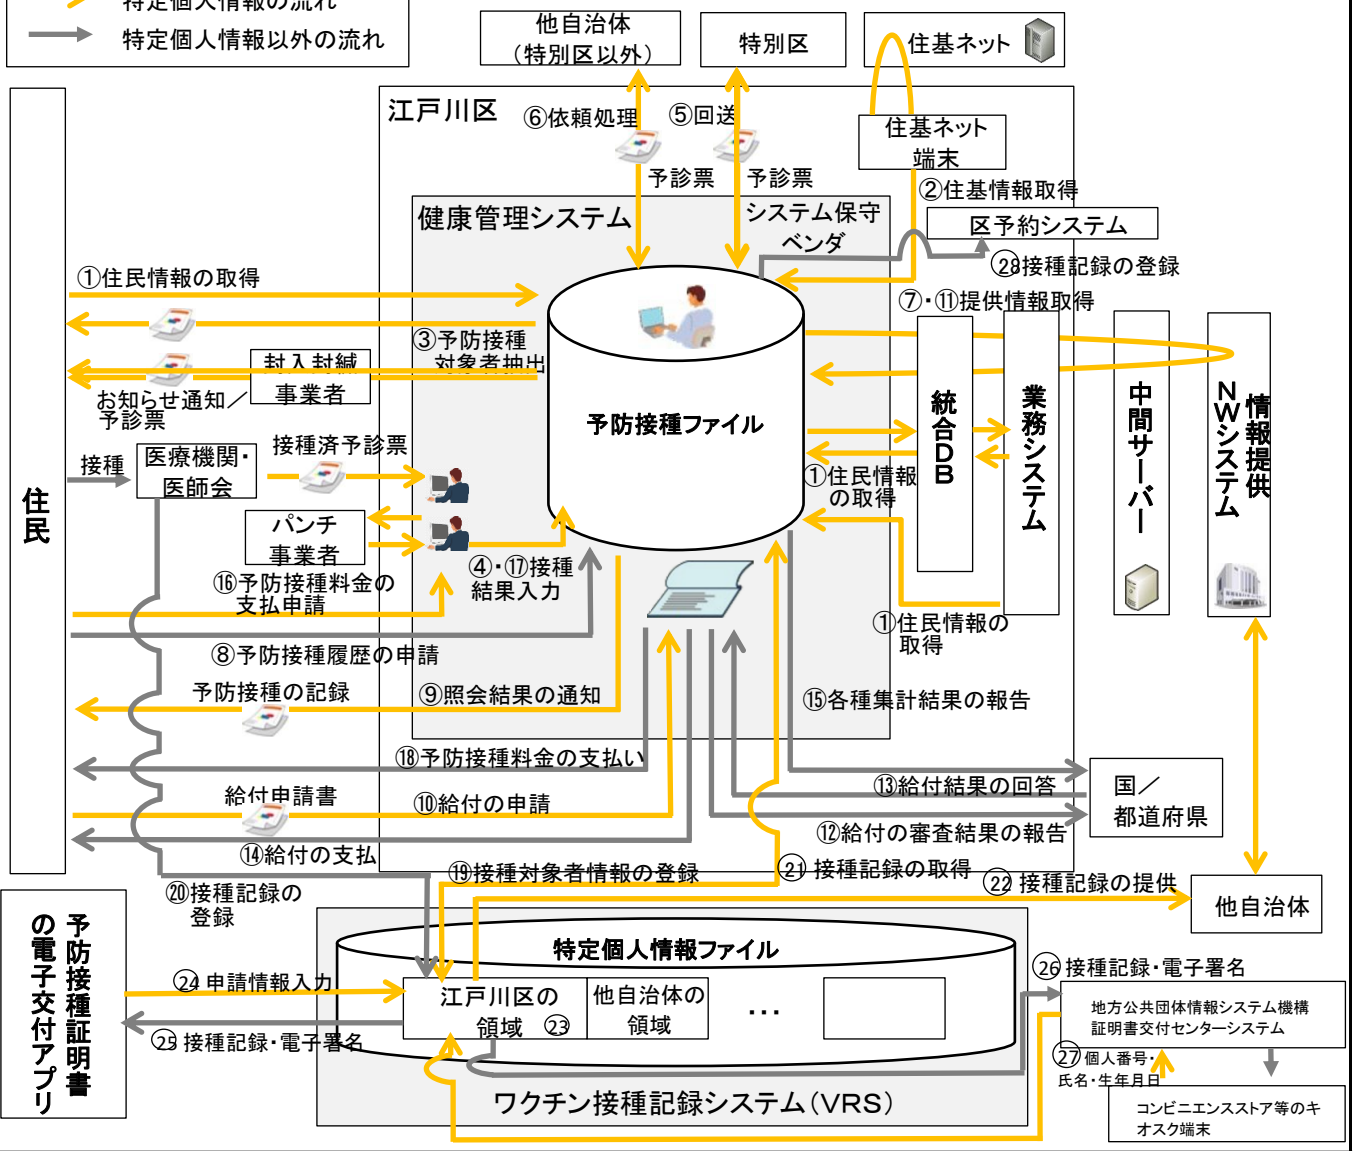 特定個人情報の流れ
特定個人情報以外の流れ
他自治体
（特別区以外）
特別区
住基ネット
江戸川区
⑥依頼処理
⑤回送
住基ネット
端末
予診票
予診票
②住基情報取得
健康管理システム
システム保守
ベンダ
区予約システム
㉘接種記録の登録
①住民情報の取得
⑦・⑪提供情報取得
③予防接種
対象者抽出
封入封緘
事業者
お知らせ通知／
予診票
予防接種ファイル
統合DB
業務システム
中間サーバー
情報提供
NWシステム
接種済予診票
接種
医療機関・
医師会
住民
①住民情報
の取得
パンチ
事業者
④・⑰接種
結果入力
⑯予防接種料金の
支払申請
①住民情報の
取得
⑧予防接種履歴の申請
予防接種の記録
⑨照会結果の通知
⑮各種集計結果の報告
⑱予防接種料金の支払い
⑬給付結果の回答
国／
都道府県
給付申請書
⑩給付の申請
⑫給付の審査結果の報告
⑭給付の支払
⑲接種対象者情報の登録
㉑接種記録の取得
㉒接種記録の提供
⑳接種記録の
登録
他自治体
予防接種証明書
の電子交付アプリ
特定個人情報ファイル
㉔申請情報入力
江戸川区の
領域 ㉓
他自治体の
領域
…
㉖接種記録・電子署名
地方公共団体情報システム機構
証明書交付センターシステム
㉕接種記録・電子署名
㉗個人番号・
氏名・生年月日
ワクチン接種記録システム（VRS）
コンビニエンスストア等のキ
オスク端末